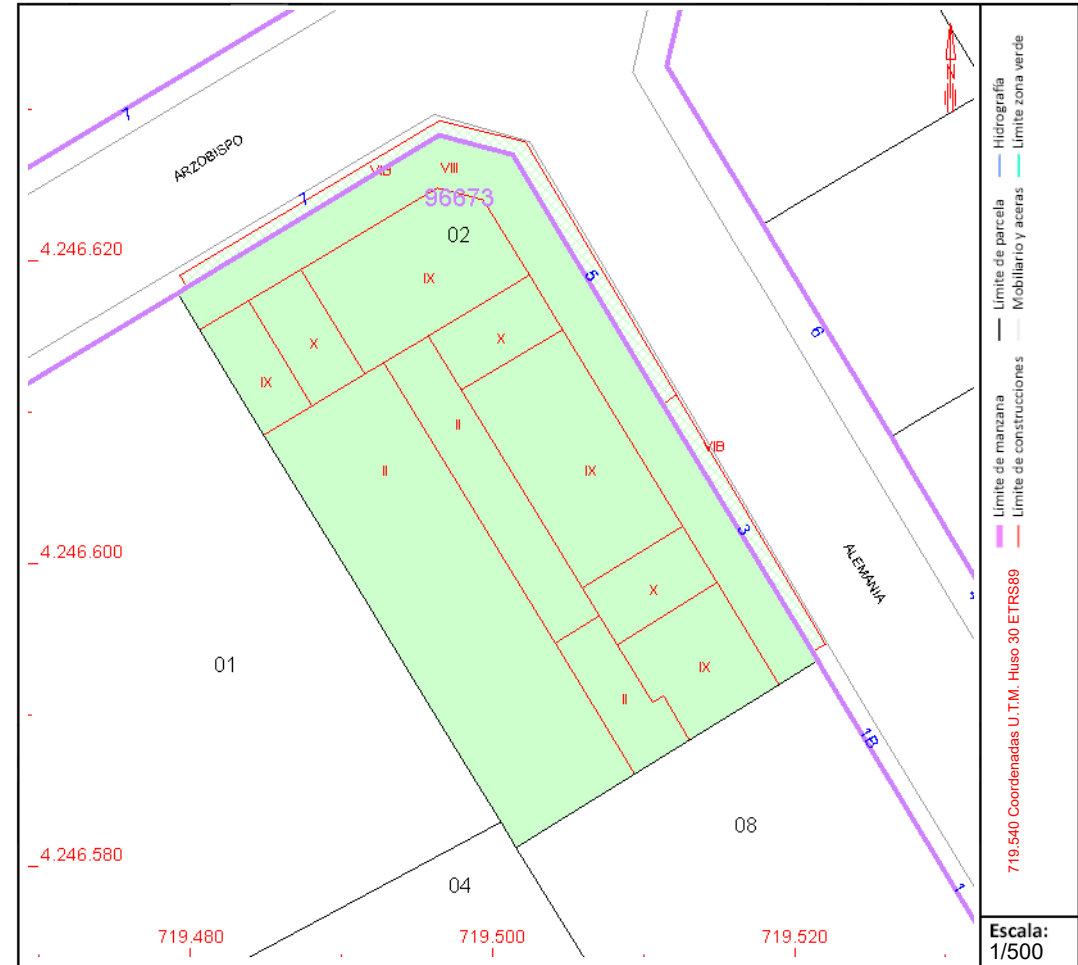 7
ARZOBISPO
VIB
VIII
7
96673
02
4.246.620
IX
5
X
X
6
IX
II
VIB
II
IX
3
4.246.600
ALEMANIA
X
01
IX
II
1B
08
4.246.580
04
1
719.480
719.500
719.520
N
Hidrografía
Límite zona verde
Límite de parcela
Mobiliario y aceras
Límite de manzana
Límite de construcciones
719.540 Coordenadas U.T.M. Huso 30 ETRS89
Escala:
1/500